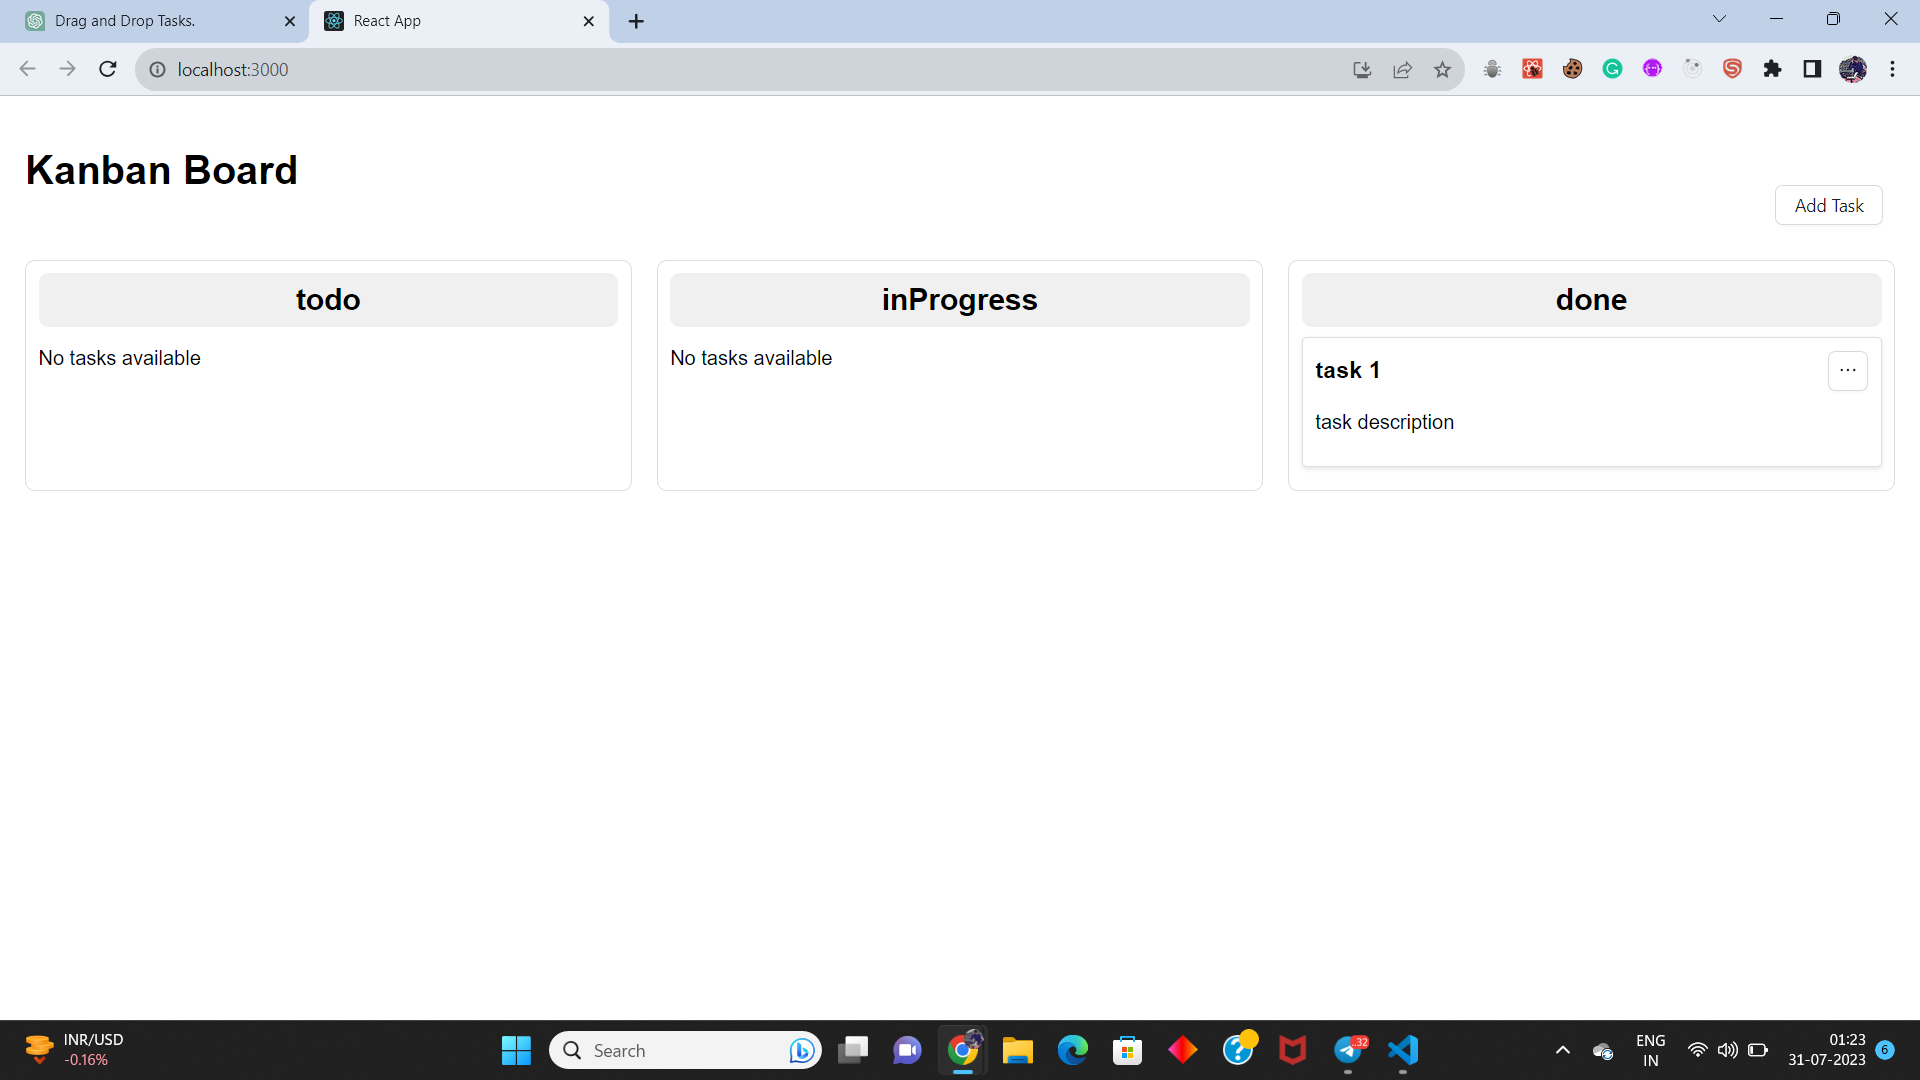 Drag and Drop Tasks.
React App
localhost:3000
Kanban Board
Add Task
todo
inProgress
done
No tasks available
No tasks available
task 1
...
task description
INR/USD
-0.16%
Search
32
ENG
IN
01:23
31-07-2023
6